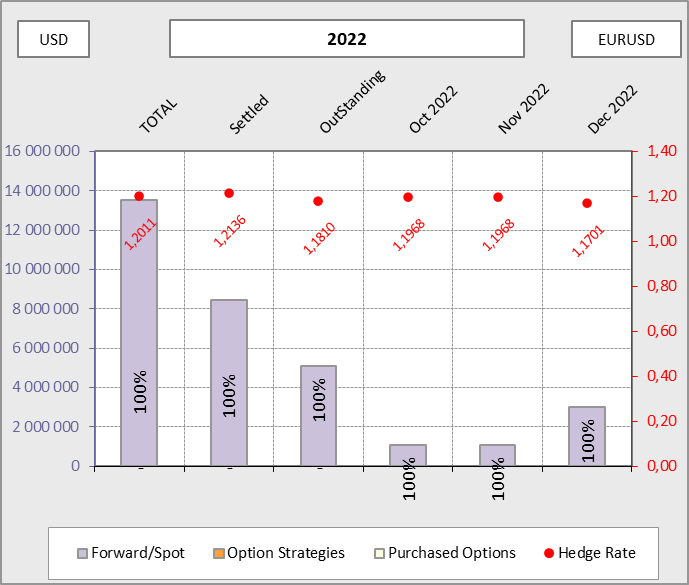 USD
2022
EURUSD
TOTAL
Settled
OutStanding
Oct 2022
Nov 2022
Dec 2022
16 000 000
14 000 000
12 000 000
10 000 000
8 000 000
6 000 000
4 000 000
2 000 000
0
1,40
1,20
1,00
0,80
0,60
0,40
0,20
0,00
1,2011
1,2136
1,1810
1,1968
1,1968
1,1701
100%
100%
100%
100%
100%
100%
-
-
-
Forward/Spot
Option Strategies
Purchased Options
Hedge Rate